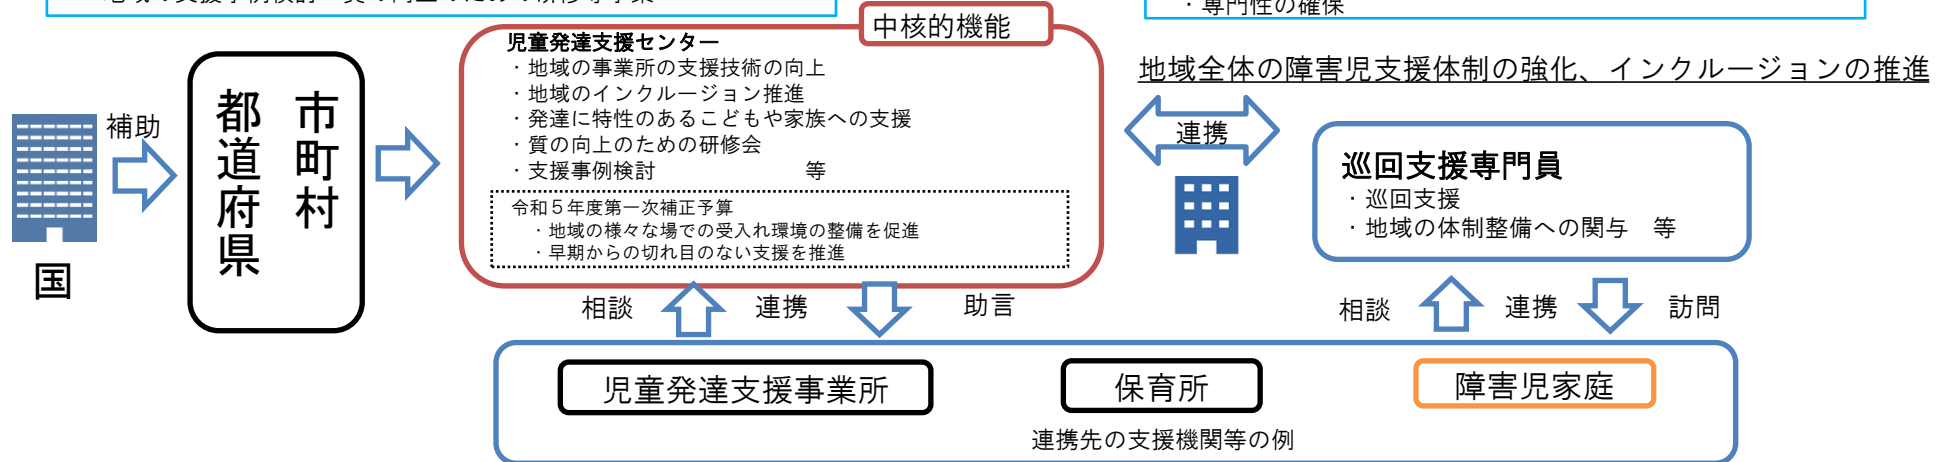 ・専門性の確保
中核的機能
児童発達支援センター
・地域の事業所の支援技術の向上
・地域のインクルージョン推進
・発達に特性のあるこどもや家族への支援
・質の向上のための研修会
・支援事例検討 等
令和5年度第一次補正予算
・地域の様々な場での受入れ環境の整備を促進
・早期からの切れ目のない支援を推進
地域全体の障害児支援体制の強化、インクルージョンの推進
補助
国
都道府県
市町村
連携
巡回支援専門員
・巡回支援
・地域の体制整備への関与 等
相談 連携 助言
相談 連携 訪問
児童発達支援事業所
保育所
障害児家庭
連携先の支援機関等の例